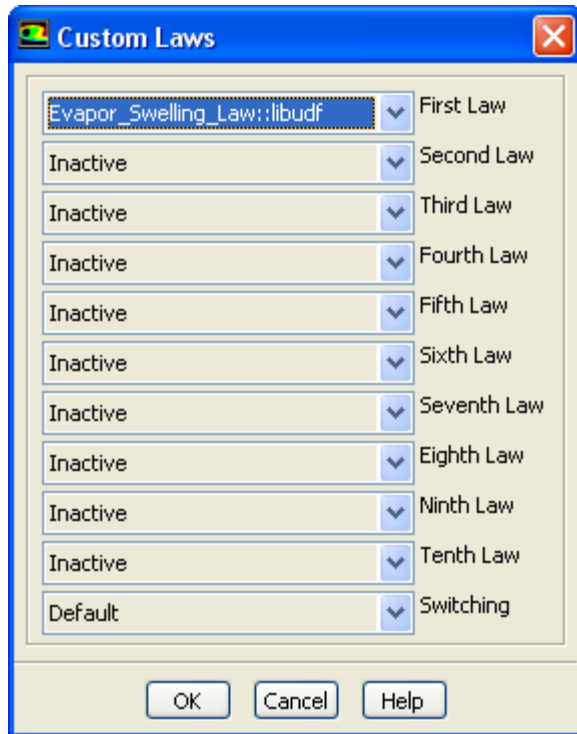 Custom Laws
Evapor_Swelling_Law::libudf First Law
Inactive Second Law
Inactive Third Law
Inactive Fourth Law
Inactive Fifth Law
Inactive Sixth Law
Inactive Seventh Law
Inactive Eighth Law
Inactive Ninth Law
Inactive Tenth Law
Default Switching
OK Cancel Help